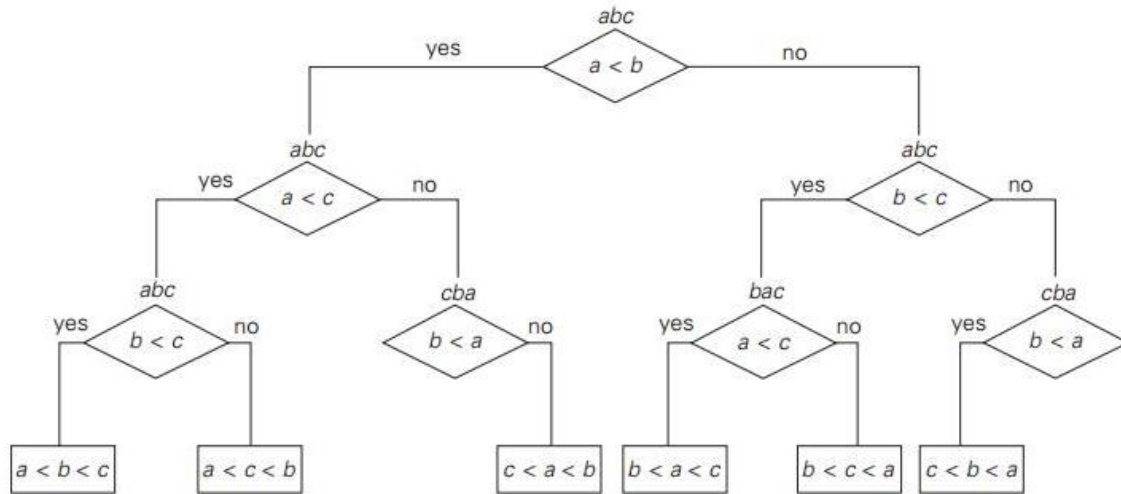 abc
yes a < b no
abc abc
yes a < c no yes b < c no
abc cba bac cba
yes b < c no b < a no yes a < c no yes b < a
a < b < c a < c < b c < a < b b < a < c b < c < a c < b < a